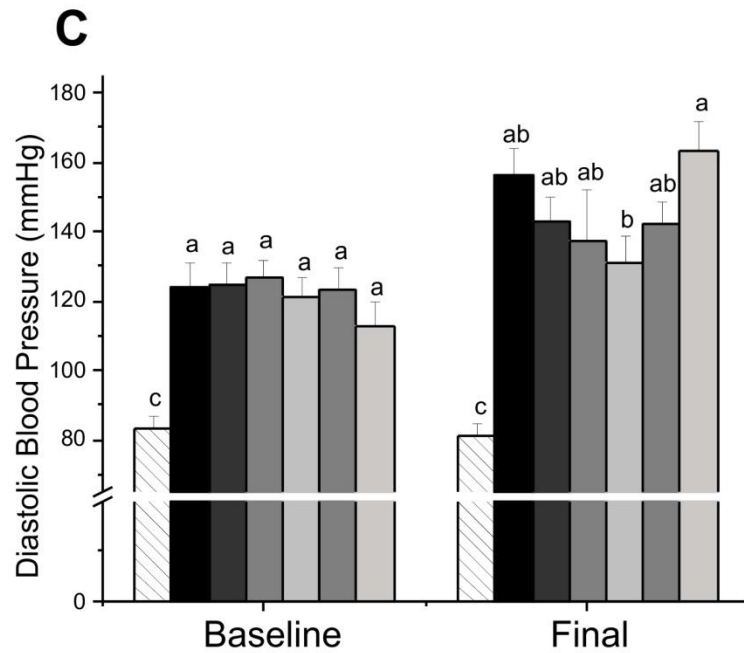 C
Diastolic Blood Pressure (mmHg)
180
160
140
120
100
80
0
c
a
a
a
a
a
a
c
ab
ab
ab
b
ab
a
Baseline
Final